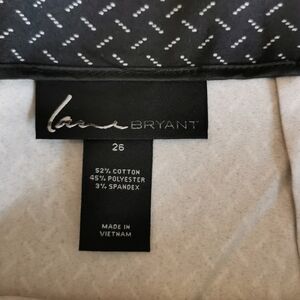 Lane BRYANT
26
52% COTTON
45% POLYESTER
3% SPANDEX
MADE IN
VIETNAM